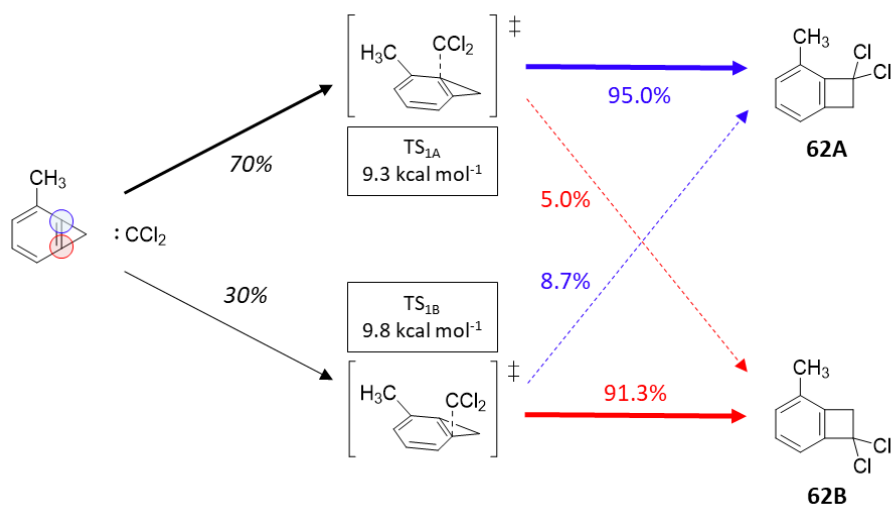 CH₃
:CCl₂
70%
30%
H₃C
CCl₂
‡
TS₁A
9.3 kcal mol⁻¹
TS₁B
9.8 kcal mol⁻¹
H₃C
CCl₂
‡
95.0%
5.0%
8.7%
91.3%
CH₃
Cl
Cl
62A
CH₃
Cl
Cl
62B